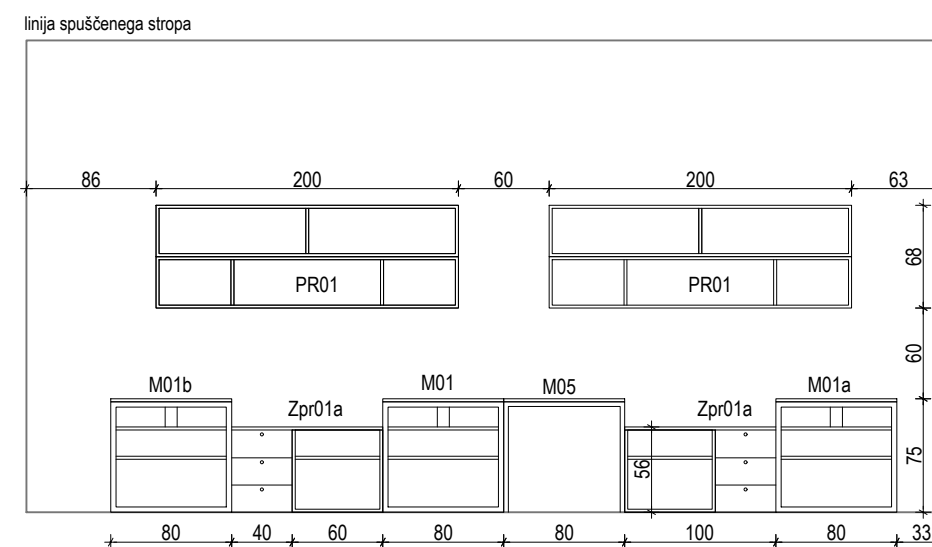 linija spuščenega stropa
86 200 60 200 63
68
PR01 PR01
60
M01b M01 M05 M01a
Zpr01a Zpr01a
56 75
80 40 60 80 80 100 80 33